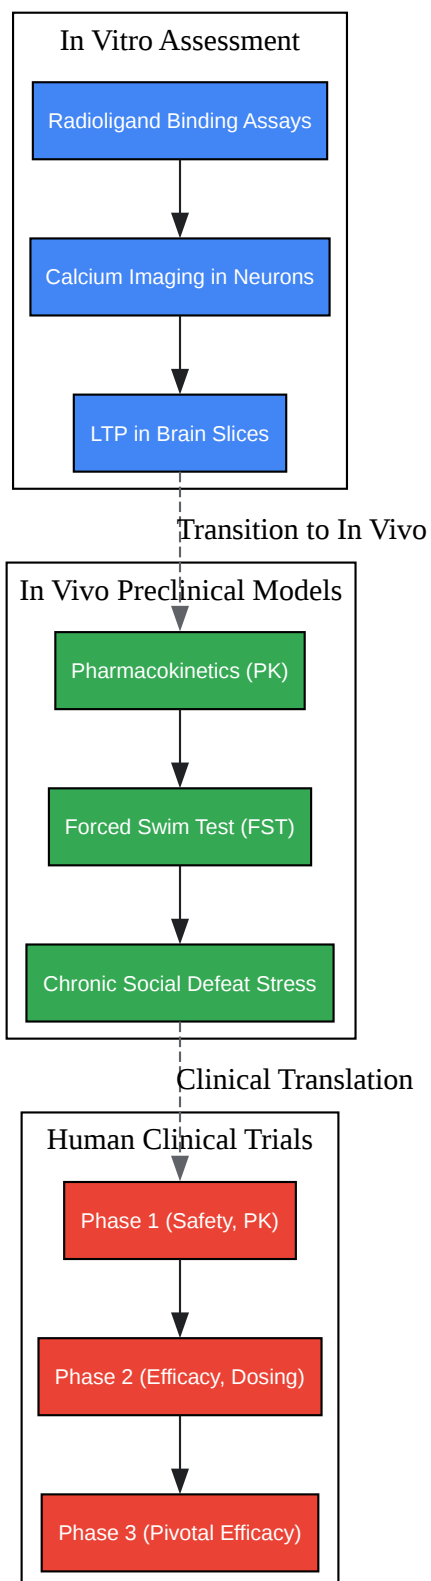 In Vitro Assessment
Radioligand Binding Assays
Calcium Imaging in Neurons
LTP in Brain Slices
Transition to In Vivo
In Vivo Preclinical Models
Pharmacokinetics (PK)
Forced Swim Test (FST)
Chronic Social Defeat Stress
Clinical Translation
Human Clinical Trials
Phase 1 (Safety, PK)
Phase 2 (Efficacy, Dosing)
Phase 3 (Pivotal Efficacy)